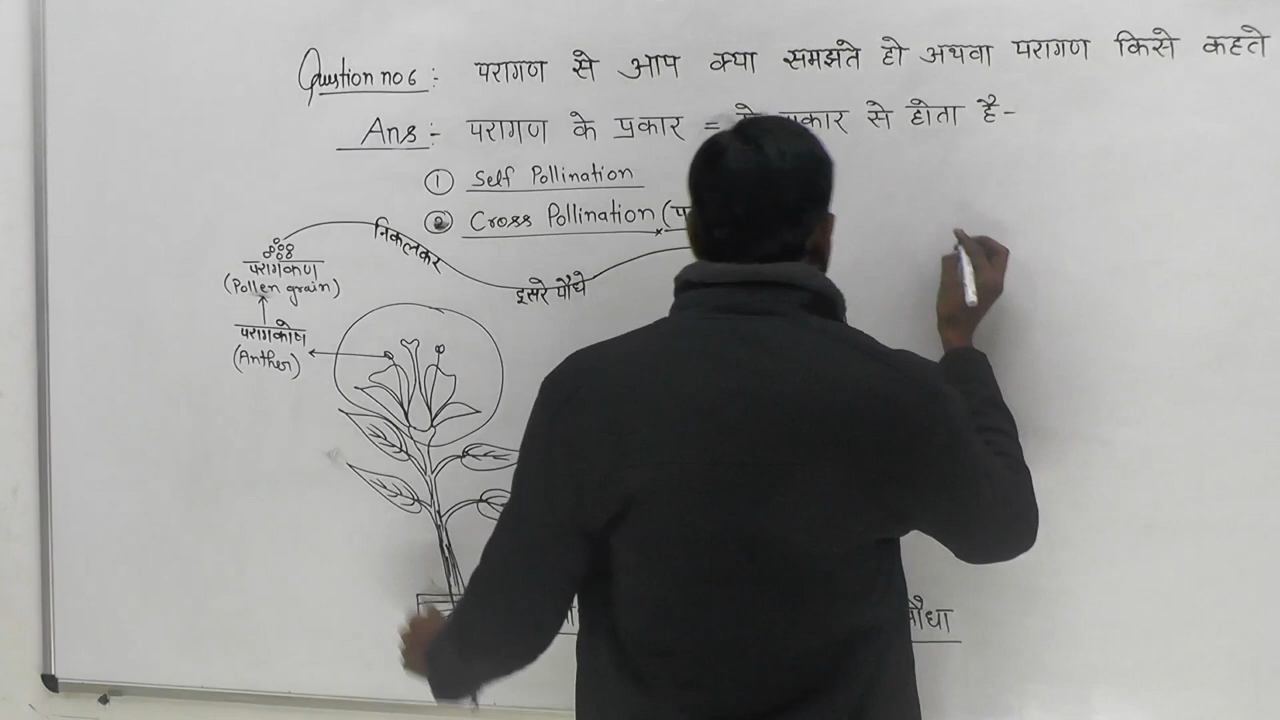 Question no 6 :- परागण से आप क्या समझते हो अथवा परागण किसे कहते
Ans :- परागण के प्रकार = प्रकार से होता है -
① Self Pollination
② Cross Pollination (प
निकलकर
दूसरे पौधे
परागकण
(Pollen grain)
परागकोष
(Anther)
पौधा